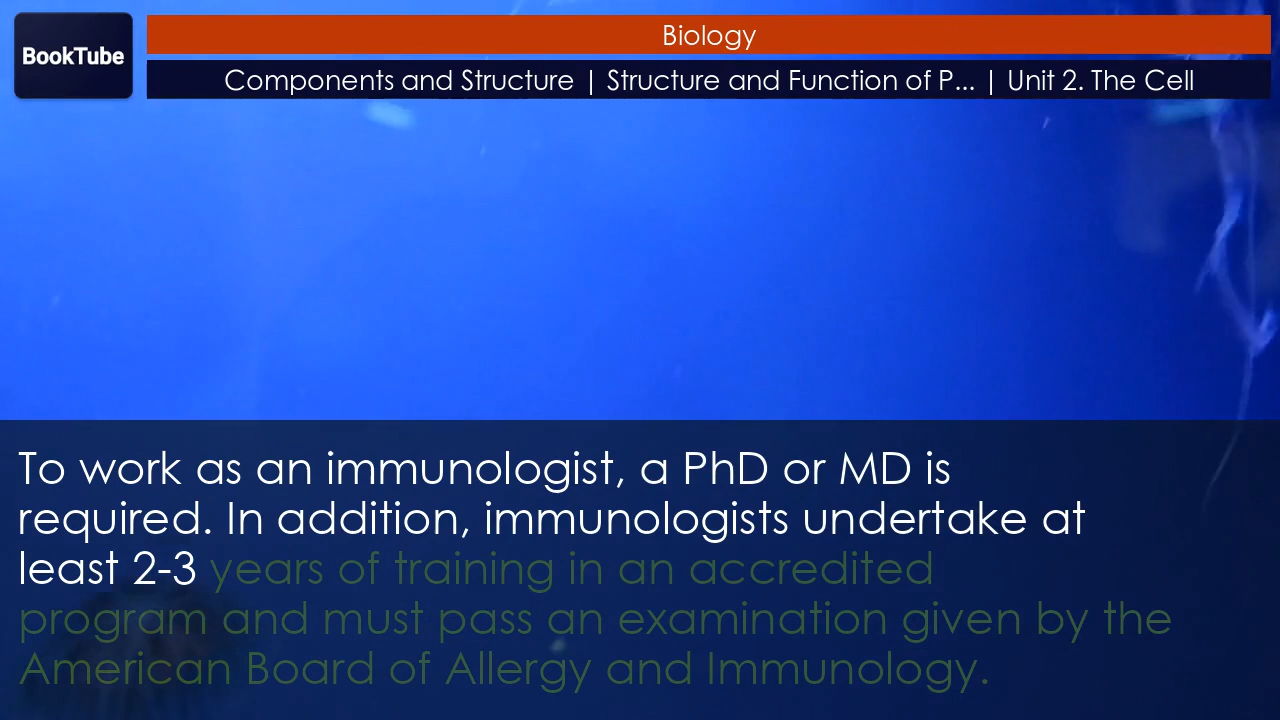 BookTube
Biology
Components and Structure | Structure and Function of P... | Unit 2. The Cell
To work as an immunologist, a PhD or MD is
required. In addition, immunologists undertake at
least 2-3 years of training in an accredited
program and must pass an examination given by the
American Board of Allergy and Immunology.